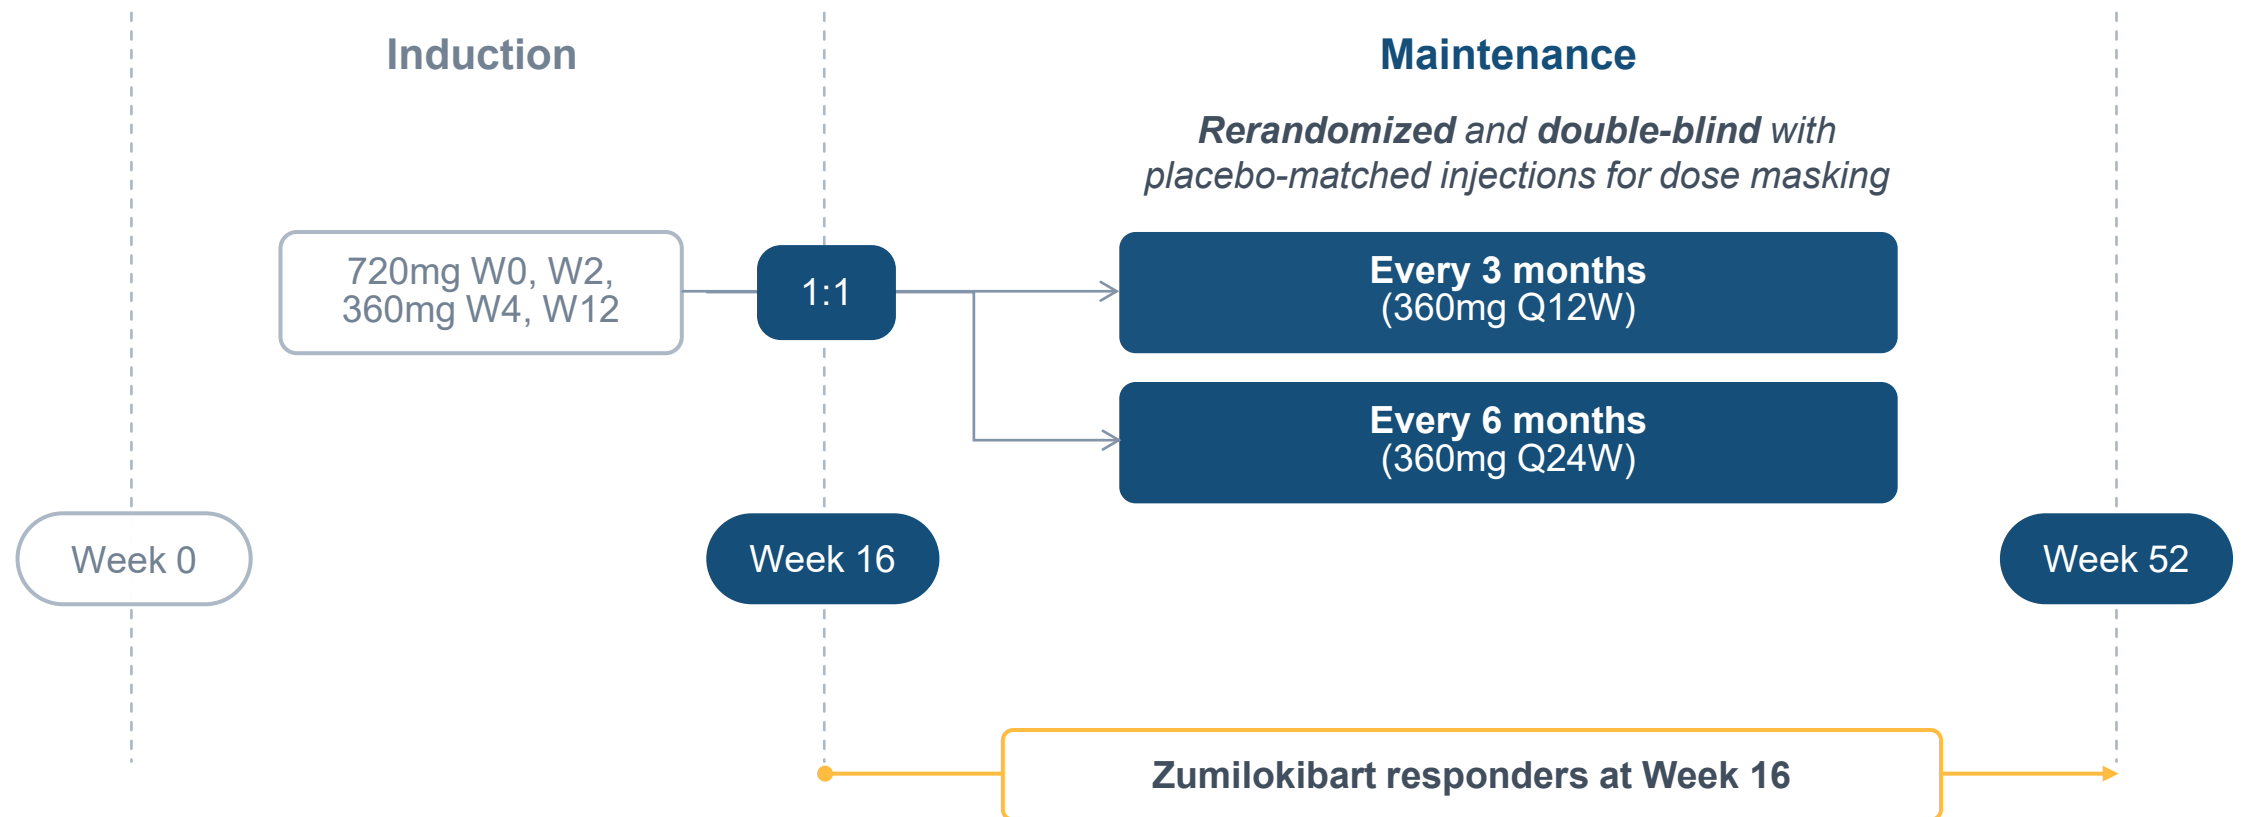 Induction
Maintenance
Rerandomized and double-blind with
placebo-matched injections for dose masking
720mg W0, W2,
360mg W4, W12
1:1
Every 3 months
(360mg Q12W)
Every 6 months
(360mg Q24W)
Week 0
Week 16
Week 52
Zumilokibart responders at Week 16